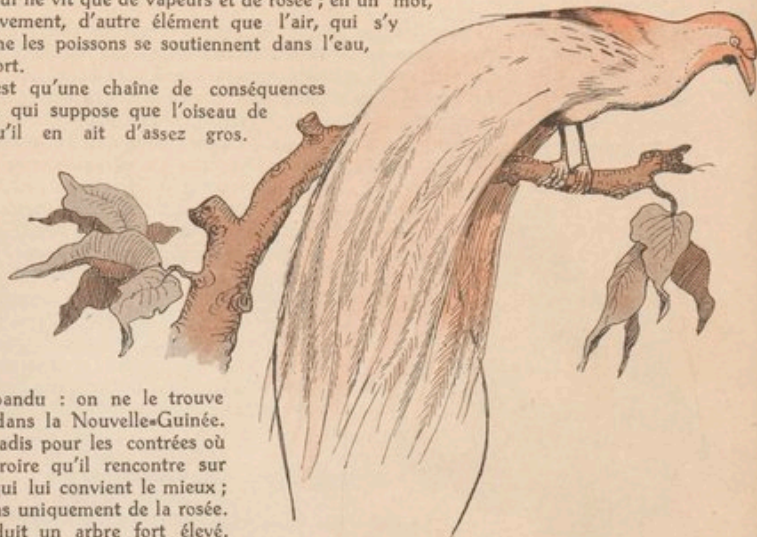 ne vit que de vapeurs et de rosée ; en un mot,
vement, d'autre élément que l'air, qui s'y
ne les poissons se soutiennent dans l'eau,
ort.
est qu'une chaîne de conséquences
qui suppose que l'oiseau de
u'il en ait d'assez gros.
pandu : on ne le trouve
dans la Nouvelle-Guinée.
adis pour les contrées où
roire qu'il rencontre sur
ui lui convient le mieux ;
as uniquement de la rosée.
duit un arbre fort élevé.